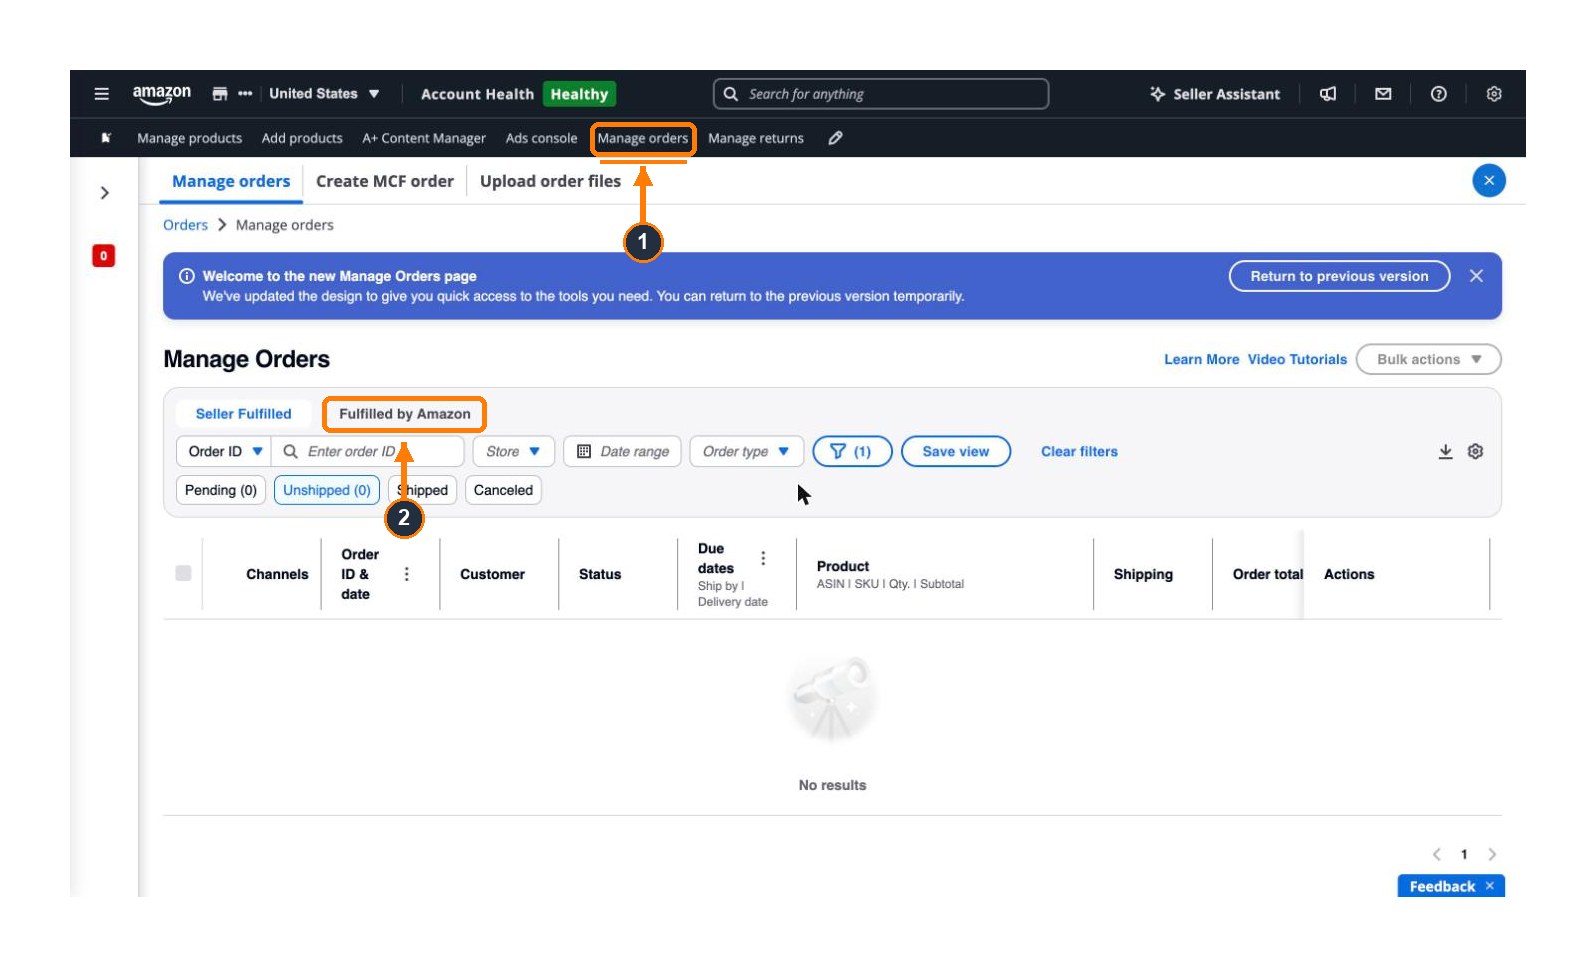 amazon
United States
Account Health Healthy
Search for anything
Seller Assistant
Manage products Add products A+ Content Manager Ads console Manage orders Manage returns
Manage orders Create MCF order Upload order files
Orders Manage orders
1
0
Welcome to the new Manage Orders page
We've updated the design to give you quick access to the tools you need. You can return to the previous version temporarily.
Return to previous version
Manage Orders
Learn More Video Tutorials Bulk actions
Seller Fulfilled Fulfilled by Amazon
Order ID Enter order ID Store Date range Order type (1) Save view Clear filters
Pending (0) Unshipped (0) Shipped Canceled
2
Channels
Order
ID &
date
Customer
Status
Due
dates
Ship by |
Delivery date
Product
ASIN | SKU | Qty. | Subtotal
Shipping
Order total
Actions
No results
1
Feedback